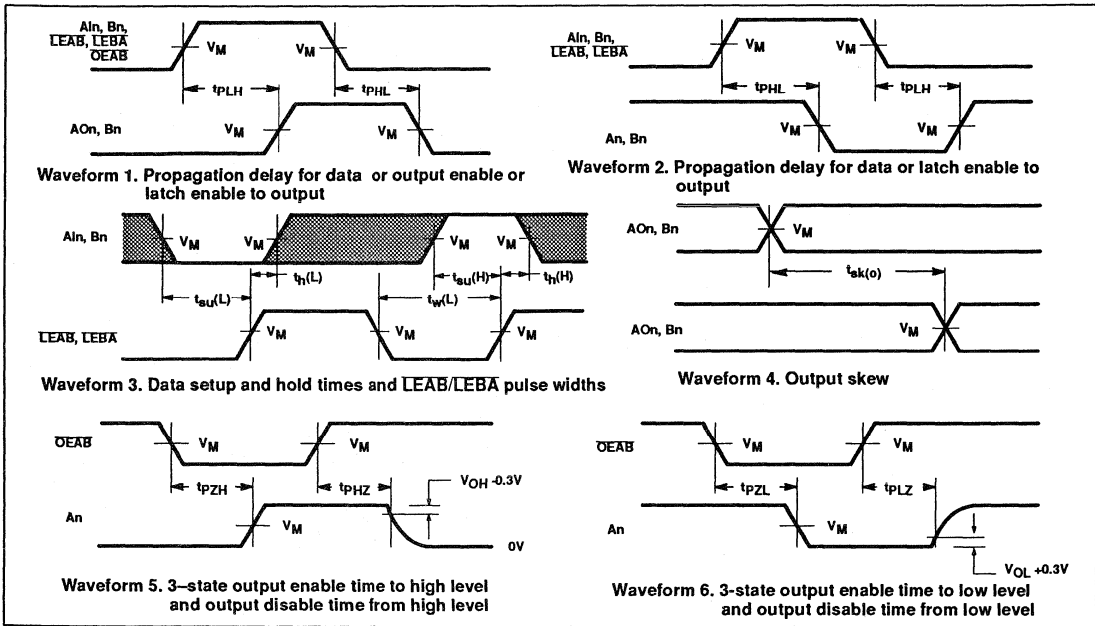 AIn, Bn,
LEAB, LEBA
OEAB
VM
VM
tPLH
tPHL
AOn, Bn
VM
VM
Waveform 1. Propagation delay for data or output enable or
latch enable to output
AIn, Bn,
LEAB, LEBA
VM
VM
tPHL
tPLH
An, Bn
VM
VM
Waveform 2. Propagation delay for data or latch enable to
output
AIn, Bn
VM
VM
VM
VM
th(L)
tsu(H)
th(H)
tsu(L)
tw(L)
LEAB, LEBA
VM
VM
VM
Waveform 3. Data setup and hold times and LEAB/LEBA pulse widths
AOn, Bn
VM
tsk(o)
AOn, Bn
VM
Waveform 4. Output skew
OEAB
VM
VM
tPZH
tPHZ
VOH -0.3V
An
VM
0V
Waveform 5. 3–state output enable time to high level
and output disable time from high level
OEAB
VM
VM
tPZL
tPLZ
An
VM
VOL +0.3V
Waveform 6. 3-state output enable time to low level
and output disable time from low level